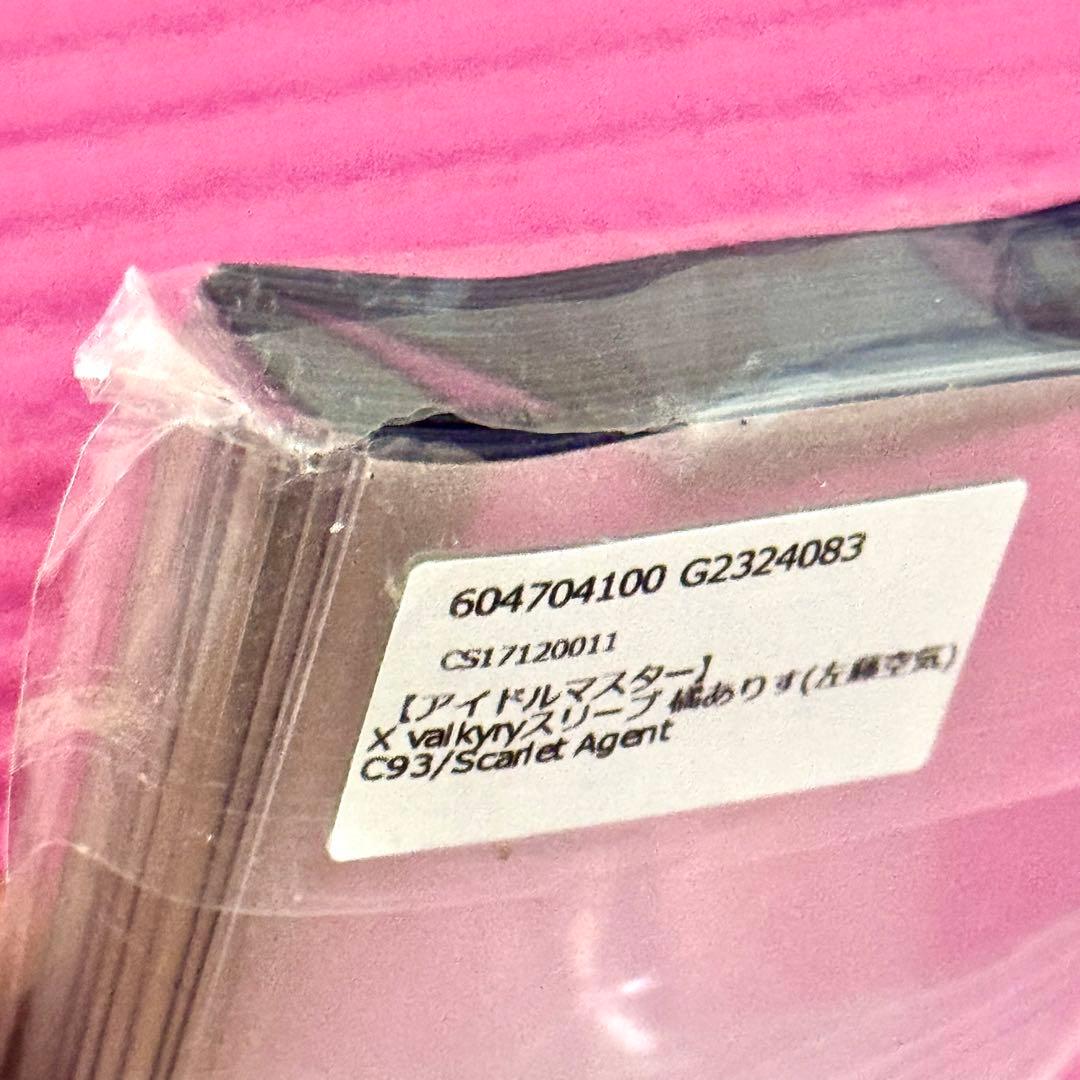 604704100 G2324083
CS17120011
【アイドルマスター】
X valkyryスリーブ 橘ありす(左藤空気)
C93/Scarlet Agent